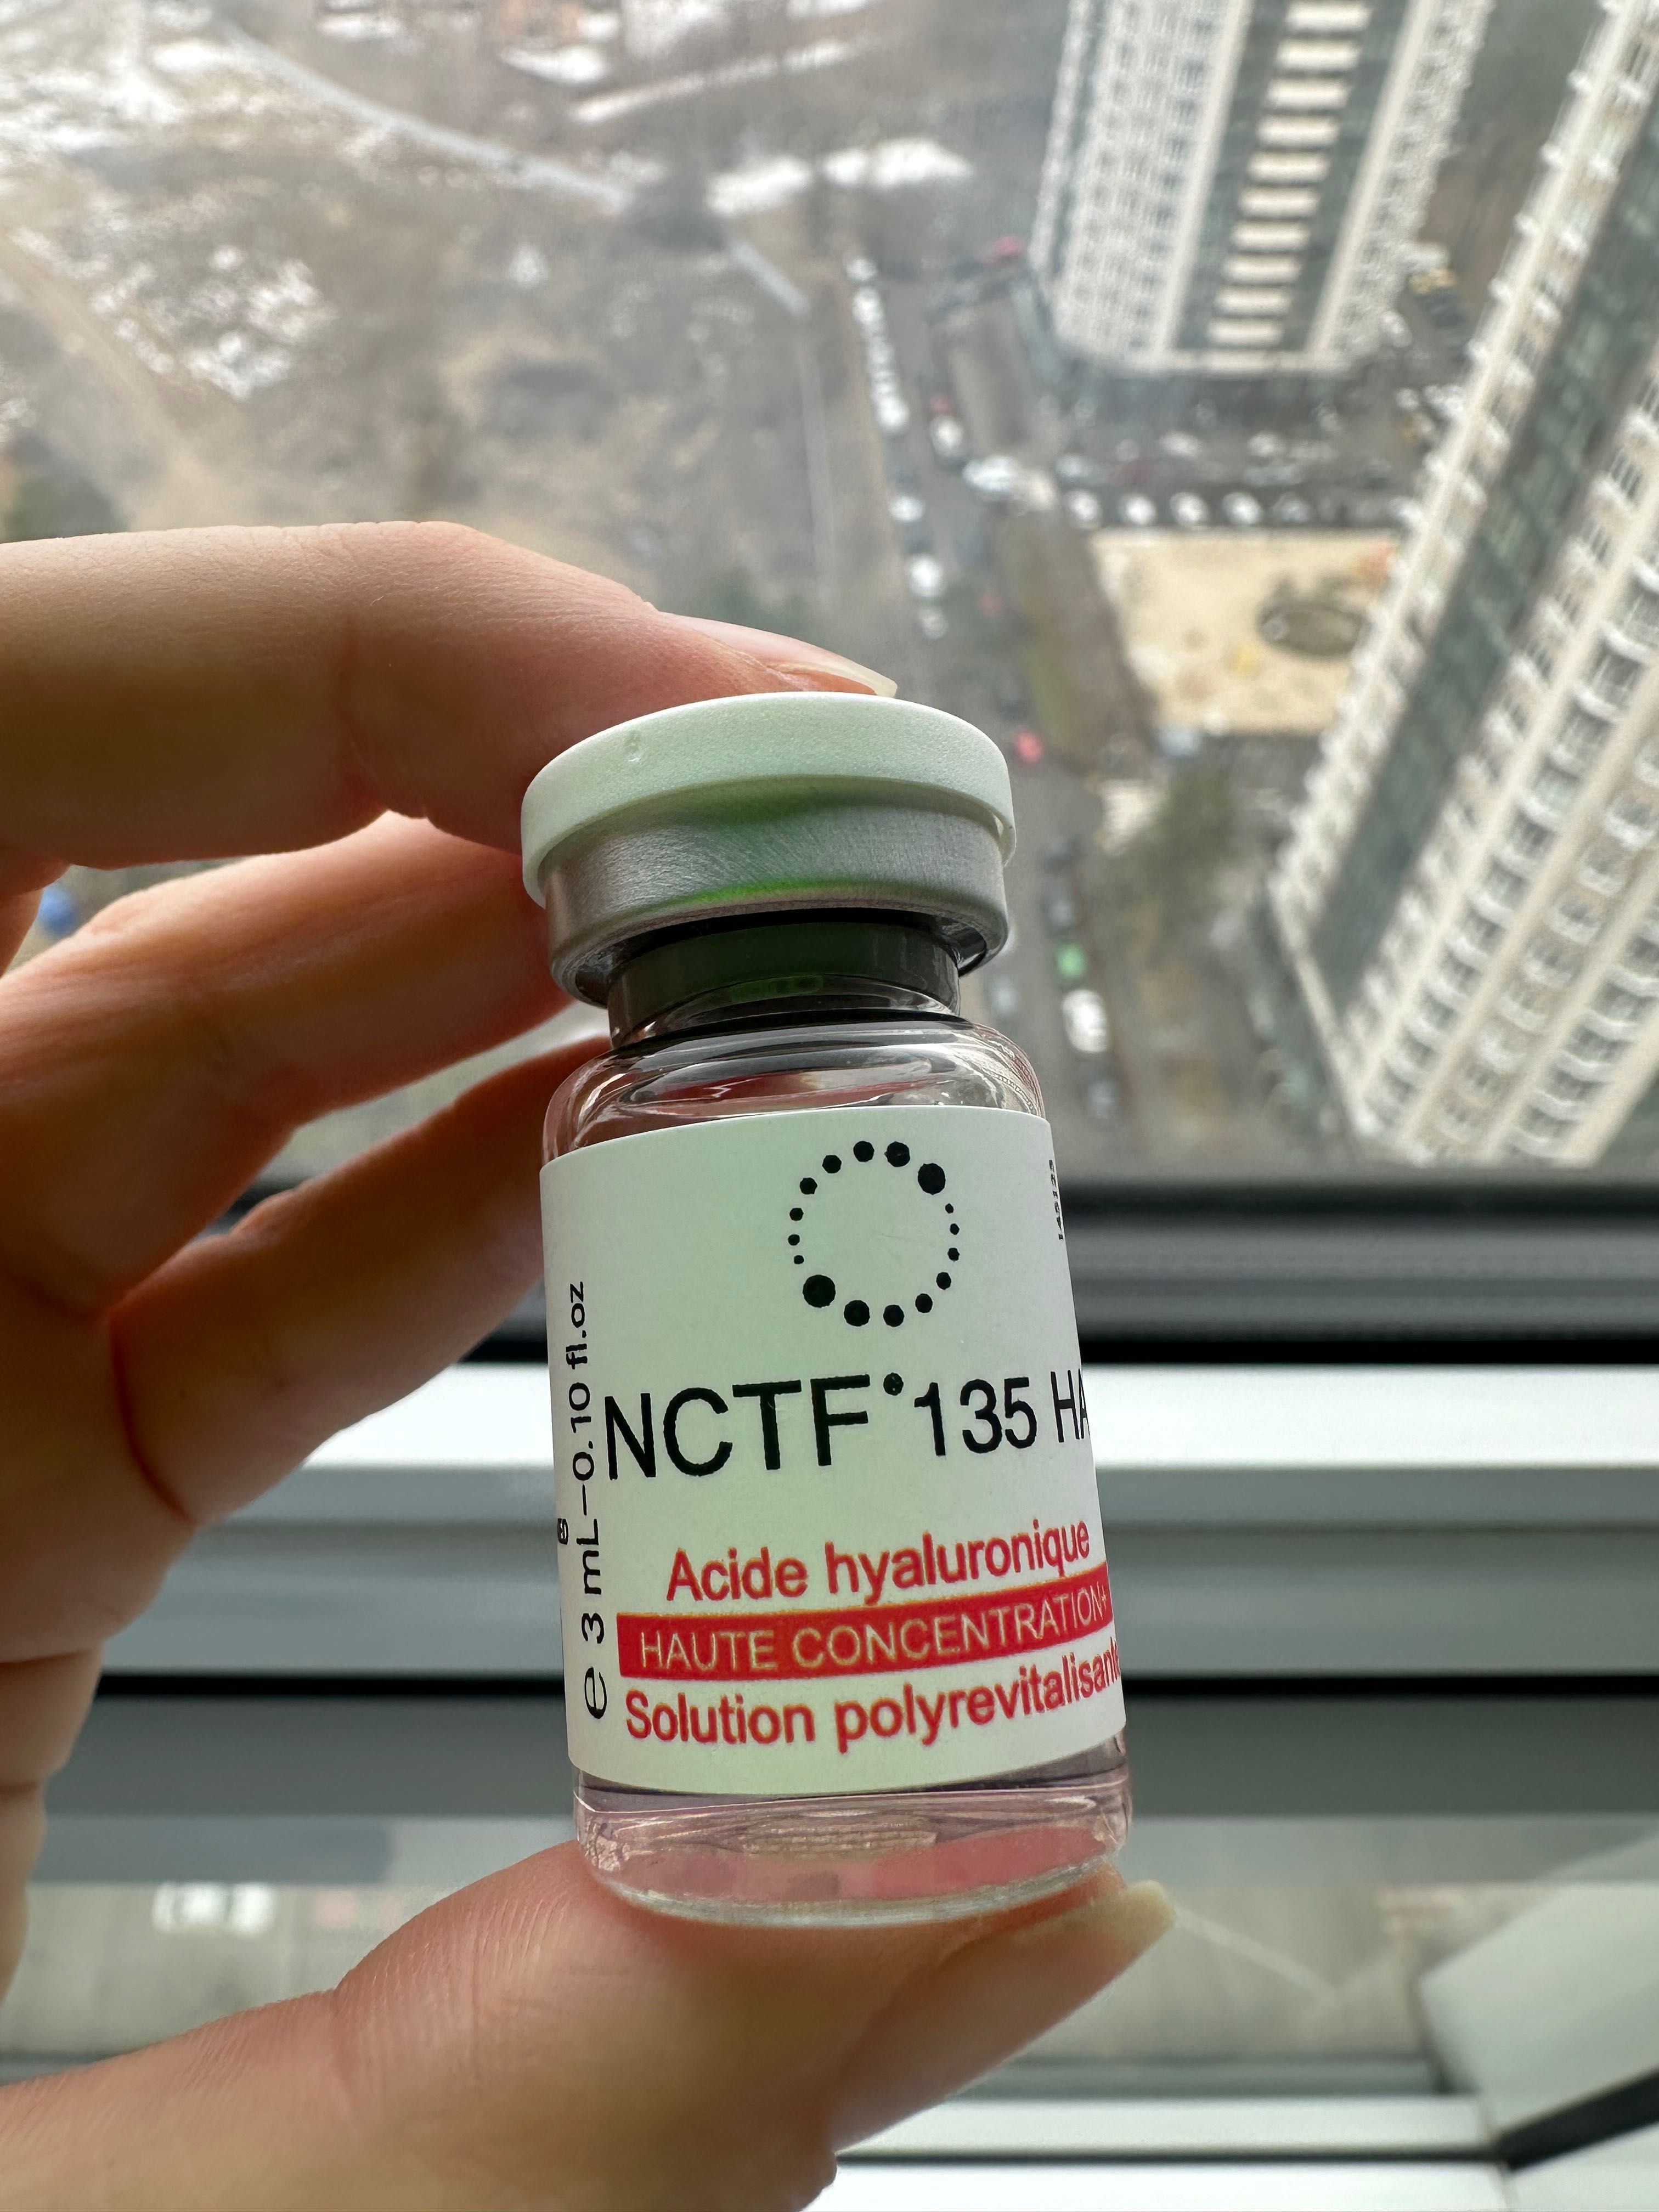 NCTF® 135 HA
Acide hyaluronique
HAUTE CONCENTRATION+
Solution polyrevitalisante
e 3 mL–0.10 fl.oz